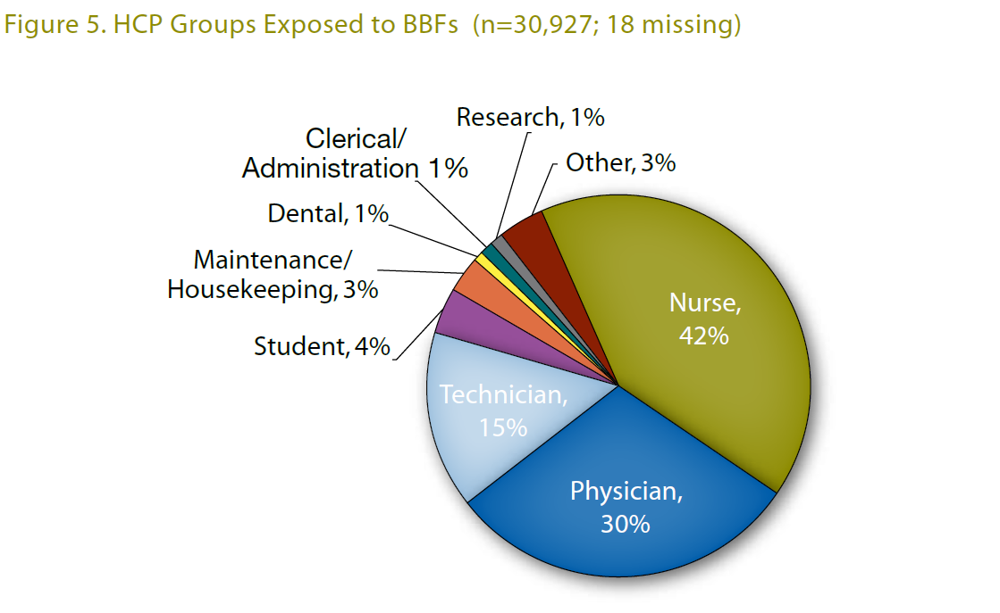 Figure 5. HCP Groups Exposed to BBFs (n=30,927; 18 missing)
Research, 1%
Clerical/
Administration 1%
Other, 3%
Dental, 1%
Maintenance/
Housekeeping, 3%
Nurse,
42%
Student, 4%
Technician,
15%
Physician,
30%